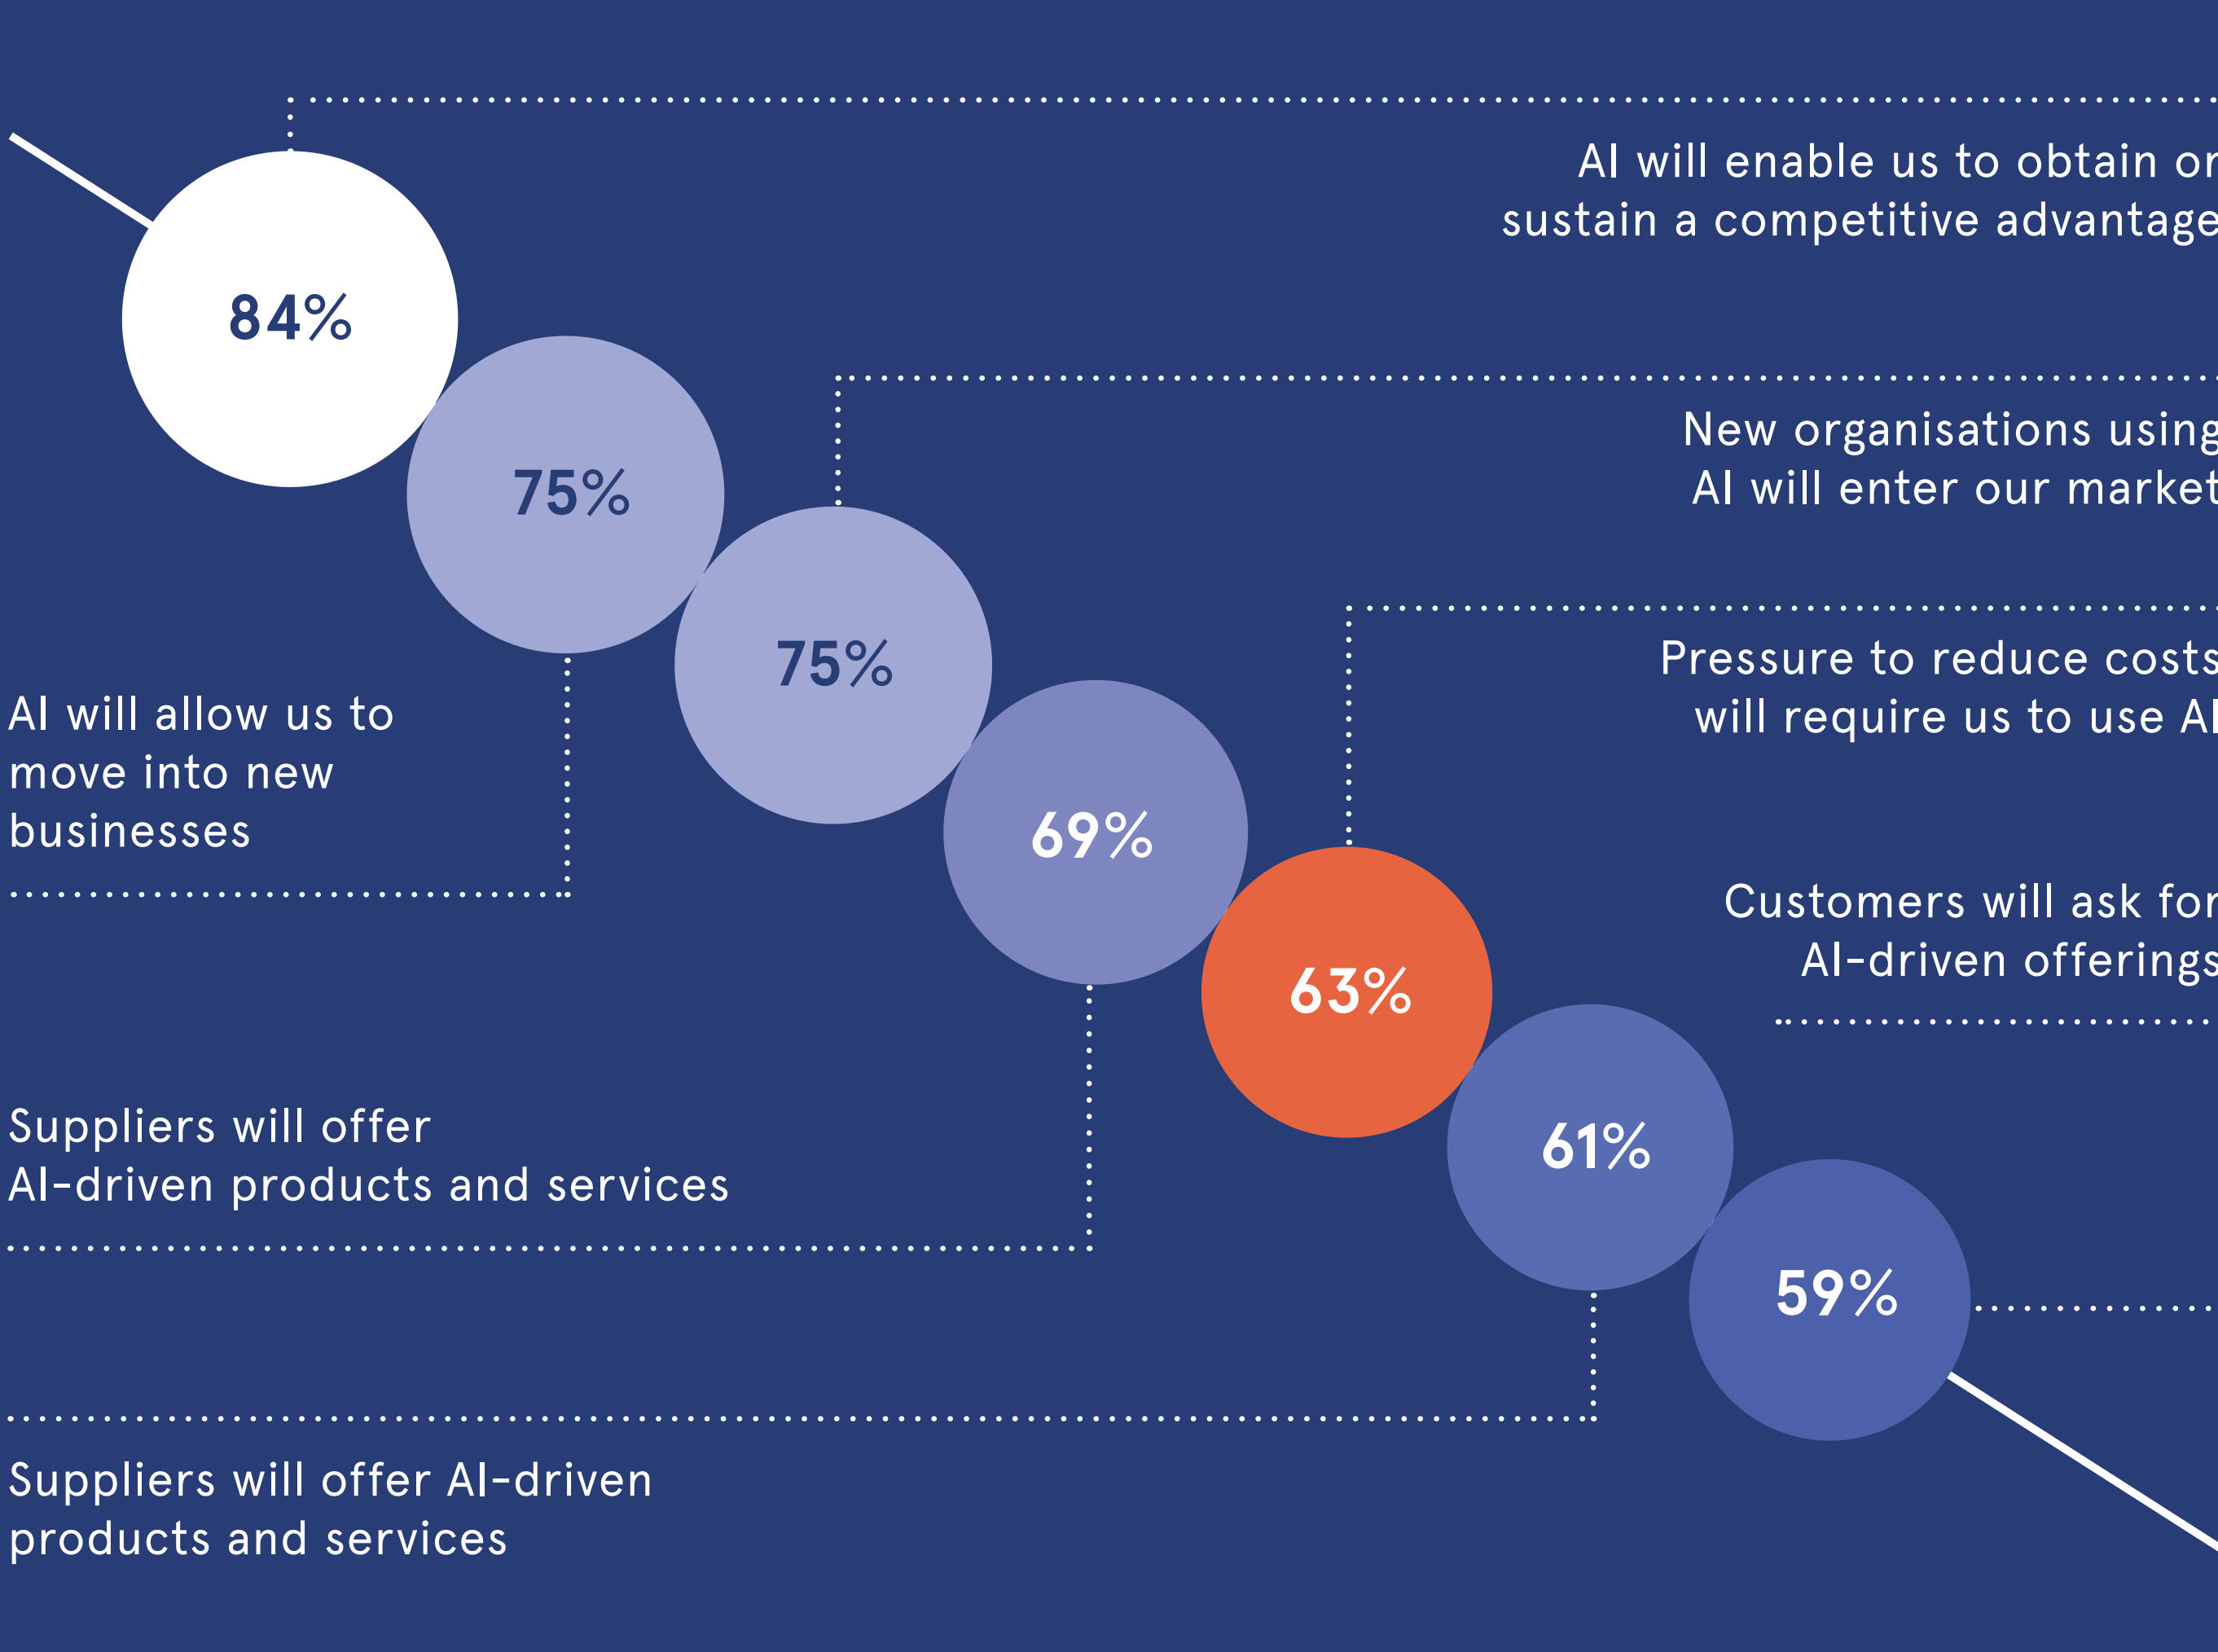 AI will enable us to obtain or
sustain a competitive advantage
84%
New organisations using
AI will enter our market
75%
75%
Pressure to reduce costs
will require us to use AI
AI will allow us to
move into new
businesses
69%
Customers will ask for
AI-driven offerings
63%
Suppliers will offer
AI-driven products and services
61%
59%
Suppliers will offer AI-driven
products and services